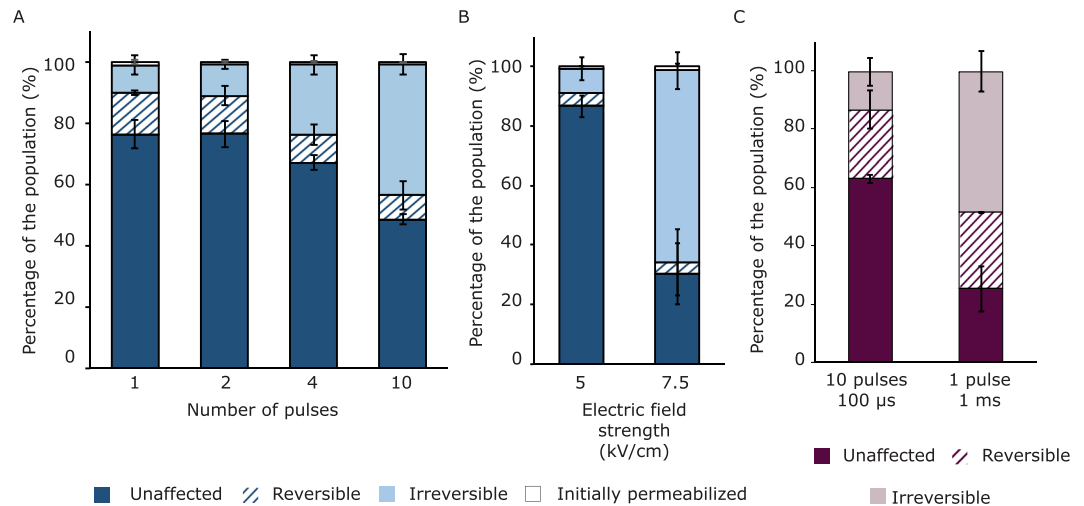 A
Percentage of the population (%)
100
80
60
40
20
0
1 2 4 10
Number of pulses
B
Percentage of the population (%)
100
80
60
40
20
0
5 7.5
Electric field
strength
(kV/cm)
C
Percentage of the population (%)
100
80
60
40
20
0
10 pulses 1 pulse
100 µs 1 ms
Unaffected Reversible Irreversible Initially permeabilized
Unaffected Reversible
Irreversible